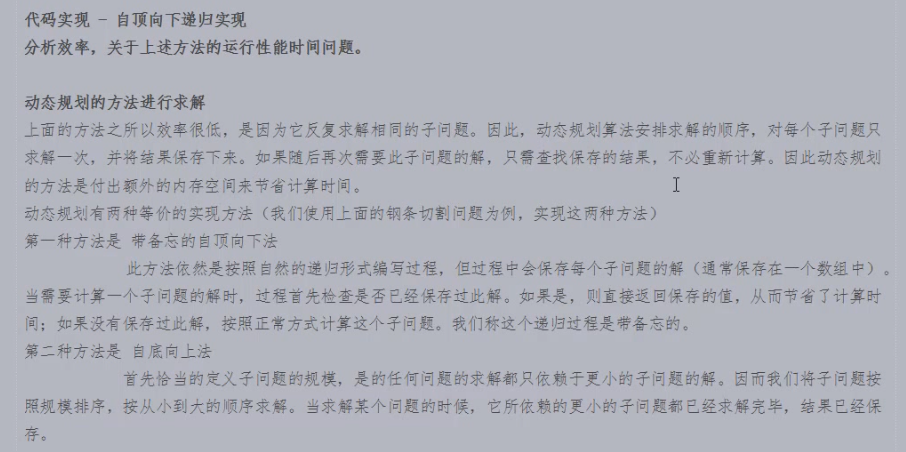 代码实现 - 自顶向下递归实现
分析效率，关于上述方法的运行性能时间问题。
动态规划的方法进行求解
上面的方法之所以效率很低，是因为它反复求解相同的子问题。因此，动态规划算法安排求解的顺序，对每个子问题只
求解一次，并将结果保存下来。如果随后再次需要此子问题的解，只需查找保存的结果，不必重新计算。因此动态规划
的方法是付出额外的内存空间来节省计算时间。
动态规划有两种等价的实现方法（我们使用上面的钢条切割问题为例，实现这两种方法）
第一种方法是 带备忘的自顶向下法
此方法依然是按照自然的递归形式编写过程，但过程中会保存每个子问题的解（通常保存在一个数组中）。
当需要计算一个子问题的解时，过程首先检查是否已经保存过此解。如果是，则直接返回保存的值，从而节省了计算时
间；如果没有保存过此解，按照正常方式计算这个子问题。我们称这个递归过程是带备忘的。
第二种方法是 自底向上法
首先恰当的定义子问题的规模，是的任何问题的求解都只依赖于更小的子问题的解。因而我们将子问题按
照规模排序，按从小到大的顺序求解。当求解某个问题的时候，它所依赖的更小的子问题都已经求解完毕，结果已经保
存。